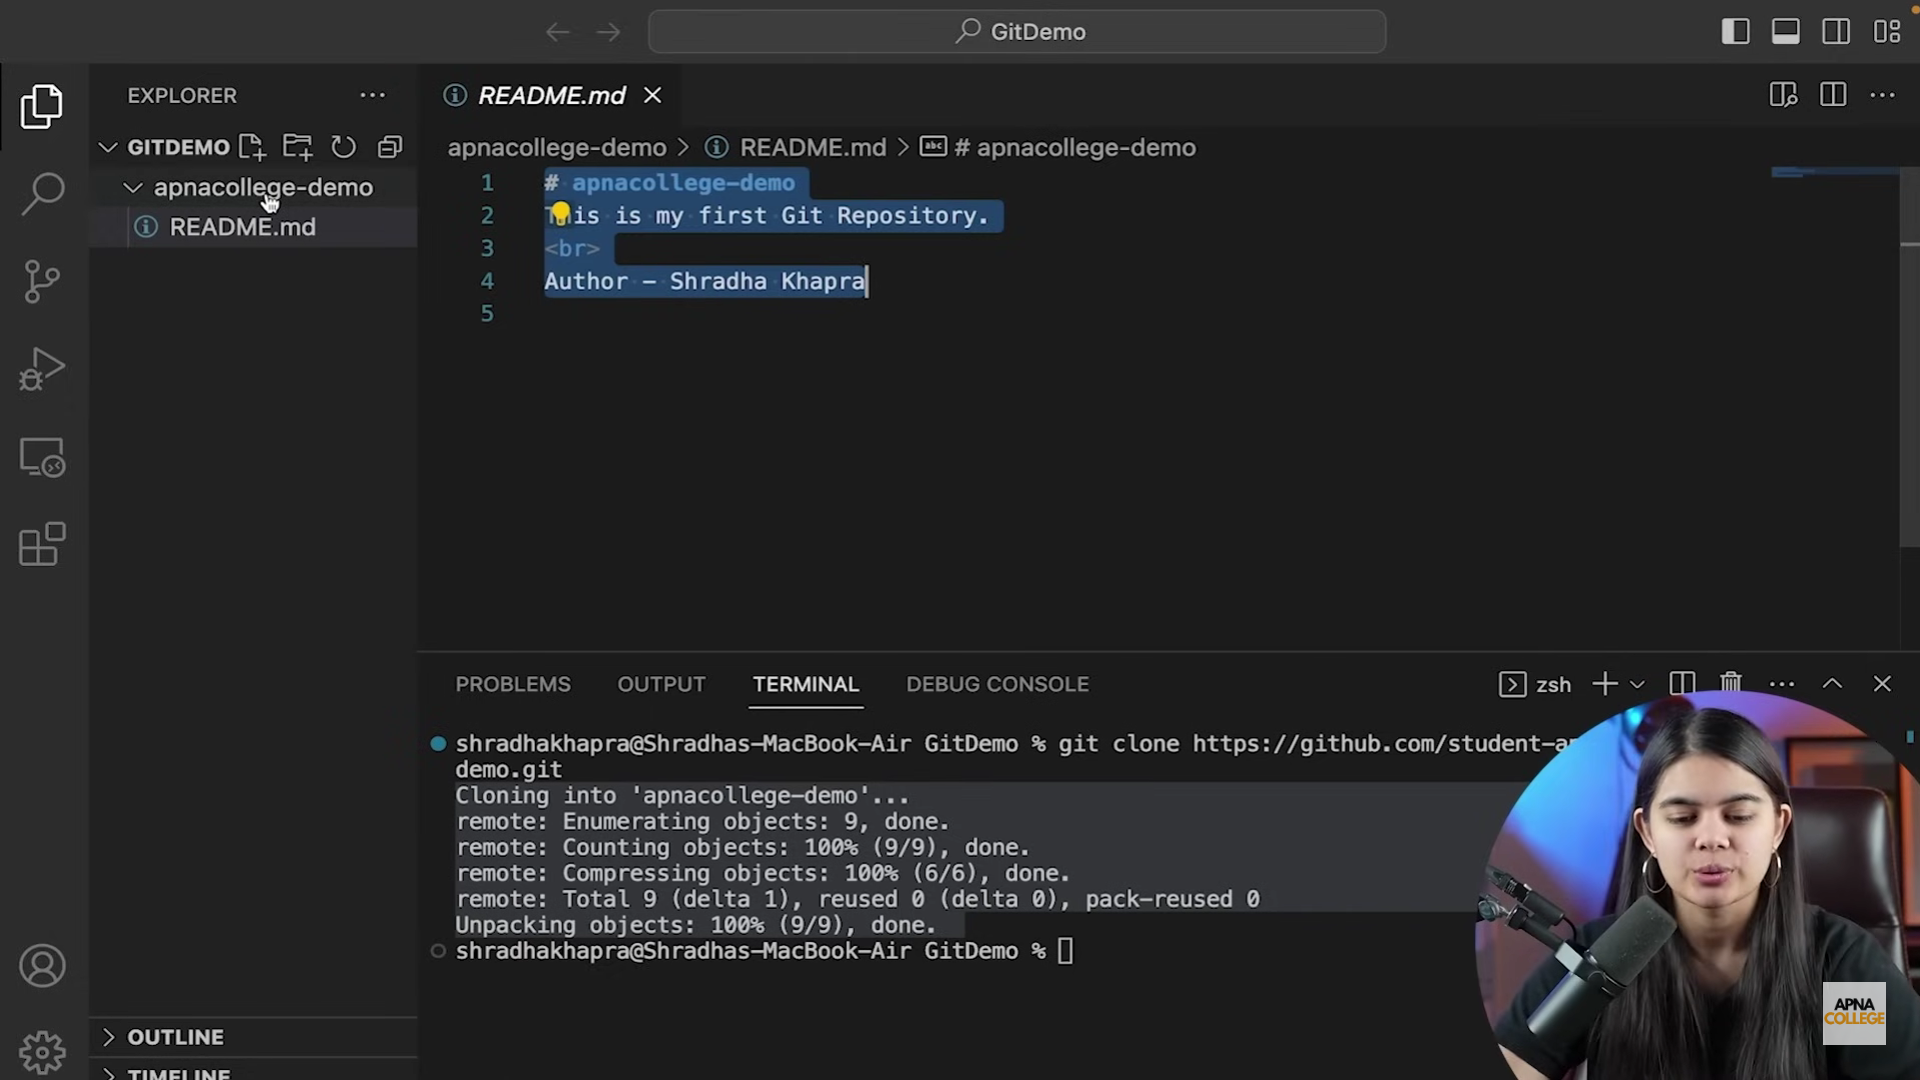 GitDemo
EXPLORER
README.md
GITDEMO
apnacollege-demo > README.md > # apnacollege-demo
apnacollege-demo
README.md
1 # apnacollege-demo
2 This is my first Git Repository.
3 <br>
4 Author - Shradha Khapra
5
PROBLEMS OUTPUT TERMINAL DEBUG CONSOLE
zsh
shradhakhapra@Shradhas-MacBook-Air GitDemo % git clone https://github.com/student-
demo.git
Cloning into 'apnacollege-demo'...
remote: Enumerating objects: 9, done.
remote: Counting objects: 100% (9/9), done.
remote: Compressing objects: 100% (6/6), done.
remote: Total 9 (delta 1), reused 0 (delta 0), pack-reused 0
Unpacking objects: 100% (9/9), done.
shradhakhapra@Shradhas-MacBook-Air GitDemo %
OUTLINE
TIMELINE
APNA
COLLEGE